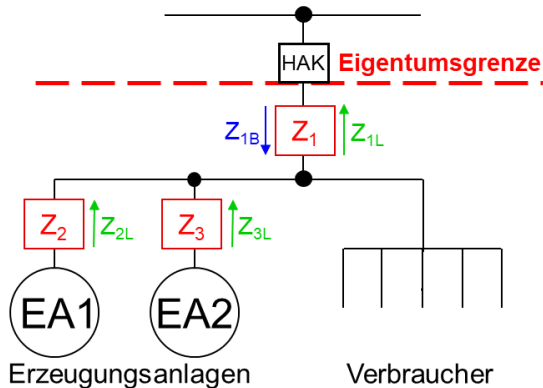 HAK Eigentumsgrenze
Z1B Z1 Z1L
Z2 Z2L Z3 Z3L
EA1 EA2
Erzeugungsanlagen Verbraucher